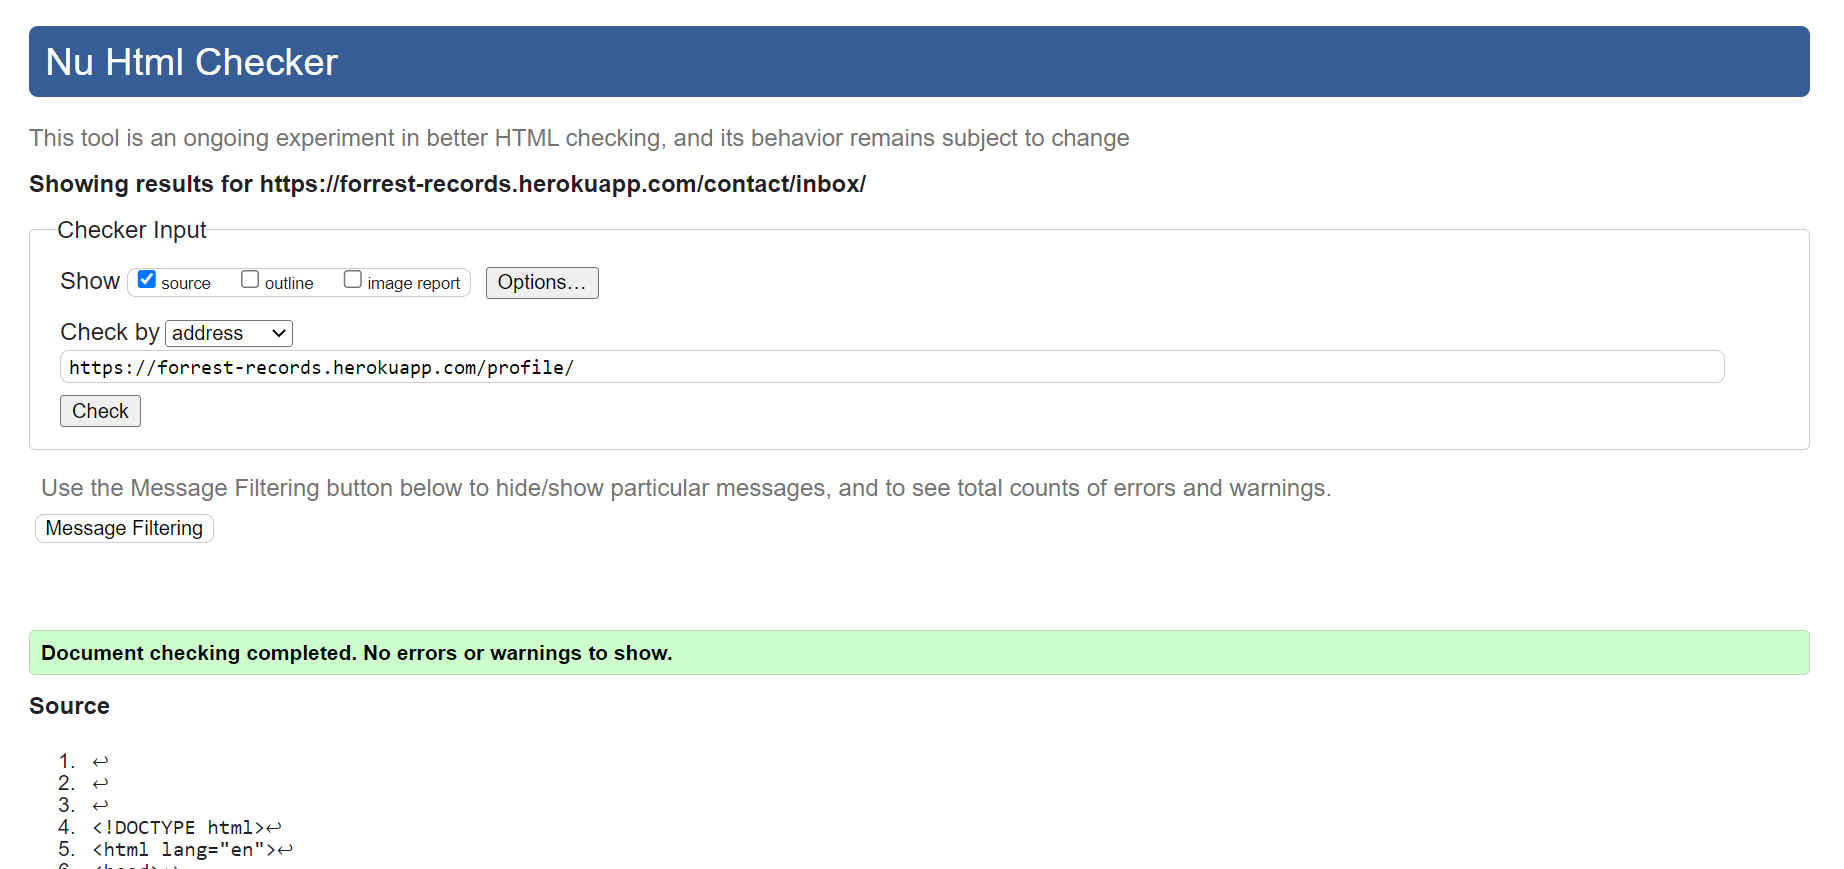 Nu Html Checker
This tool is an ongoing experiment in better HTML checking, and its behavior remains subject to change
Showing results for https://forrest-records.herokuapp.com/contact/inbox/
Checker Input
Show source outline image report Options...
Check by address
https://forrest-records.herokuapp.com/profile/
Check
Use the Message Filtering button below to hide/show particular messages, and to see total counts of errors and warnings.
Message Filtering
Document checking completed. No errors or warnings to show.
Source
1. ↩
2. ↩
3. ↩
4. <!DOCTYPE html>↩
5. <html lang="en">↩